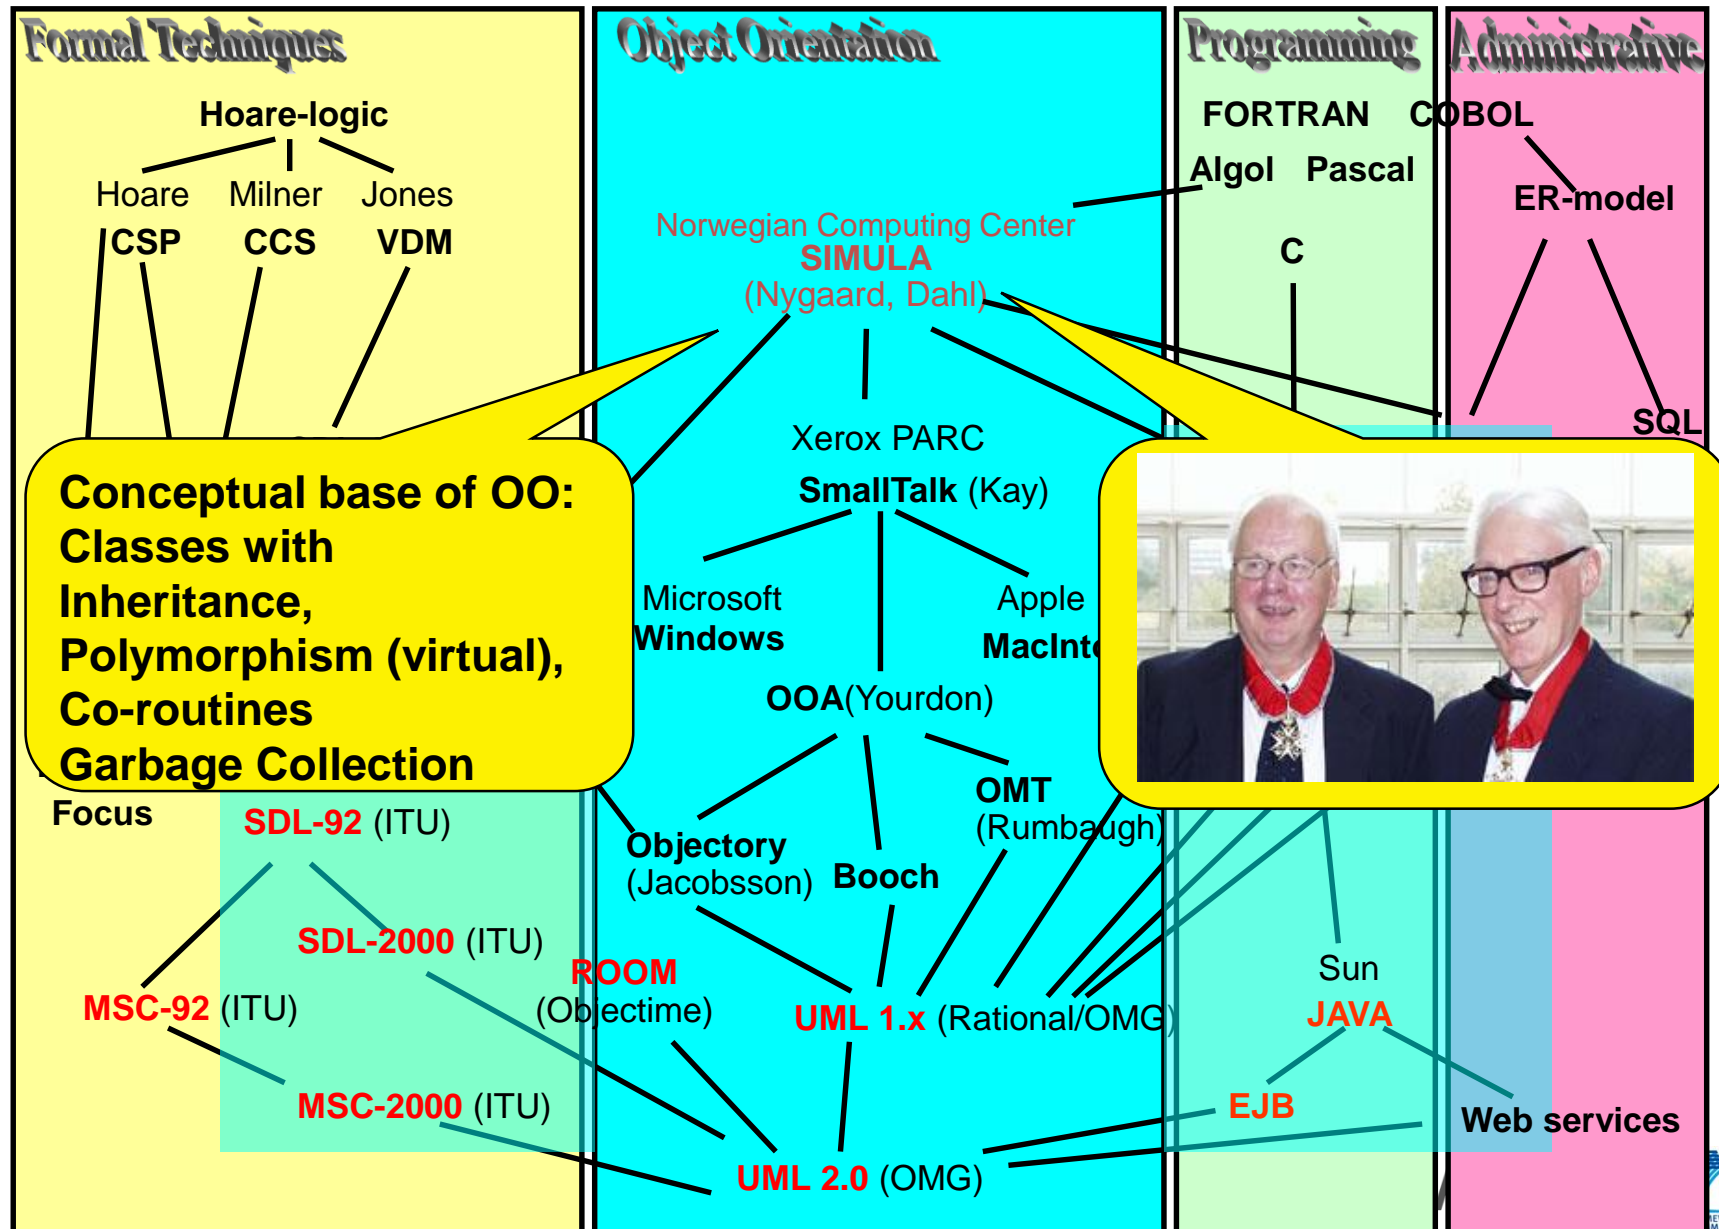 Formal Techniques
Object Orientation
Programming
Administrative
Hoare-logic
Hoare
Milner
Jones
CSP
CCS
VDM
Norwegian Computing Center
SIMULA
(Nygaard, Dahl)
FORTRAN
COBOL
Algol
Pascal
C
ER-model
SQL
Xerox PARC
SmallTalk (Kay)
Conceptual base of OO:
Classes with
Inheritance,
Polymorphism (virtual),
Co-routines
Garbage Collection
Microsoft
Windows
Apple
OOA(Yourdon)
OMT
(Rumbaugh)
Focus
SDL-92 (ITU)
Objectory
(Jacobsson)
Booch
SDL-2000 (ITU)
ROOM
(Objectime)
MSC-92 (ITU)
UML 1.x (Rational/OMG)
Sun
JAVA
MSC-2000 (ITU)
EJB
Web services
UML 2.0 (OMG)